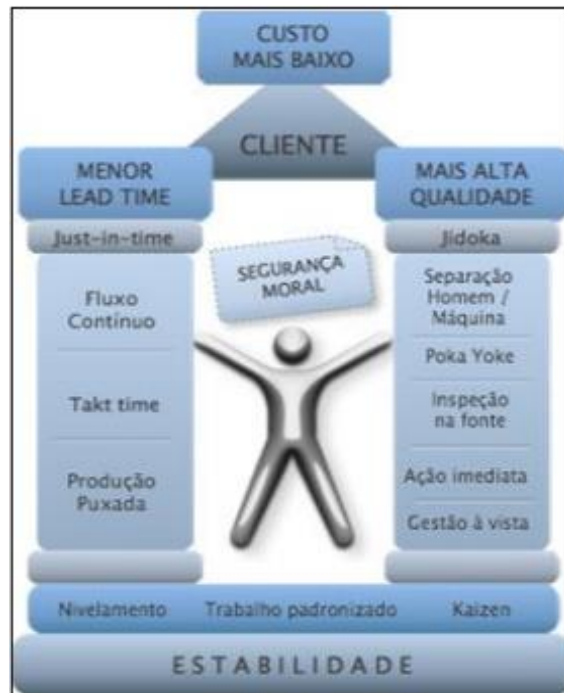 CUSTO
MAIS BAIXO
CLIENTE
MENOR
LEAD TIME
Just-in-time
Fluxo
Contínuo
Takt time
Produção
Puxada
SEGURANÇA
MORAL
MAIS ALTA
QUALIDADE
Jidoka
Separação
Homem /
Máquina
Poka Yoke
Inspeção
na fonte
Ação imediata
Gestão à vista
Nivelamento Trabalho padronizado Kaizen
ESTABILIDADE